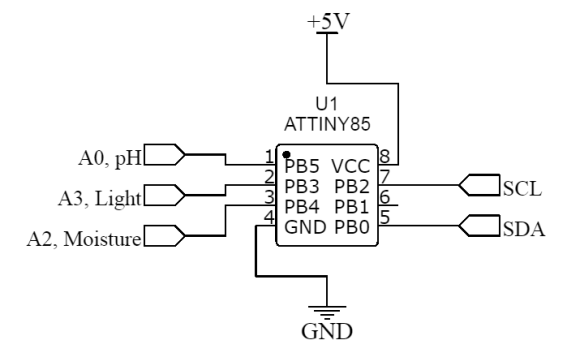 +5V
U1
ATTINY85
A0, pH
1
8
PB5 VCC
A3, Light
2
7
PB3 PB2
SCL
A2, Moisture
3
6
PB4 PB1
4
5
GND PB0
SDA
GND